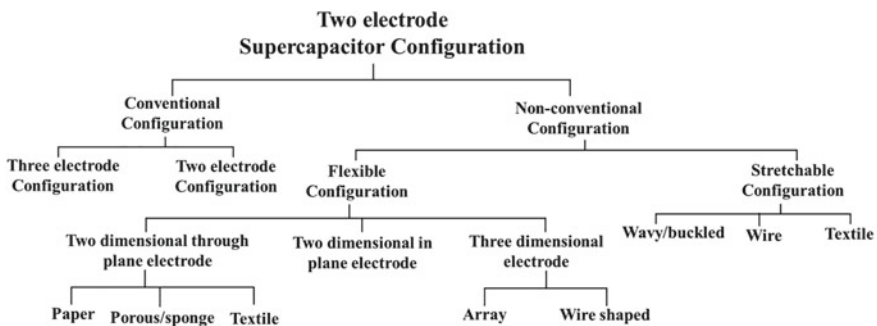 Two electrode
Supercapacitor Configuration
Conventional
Configuration
Non-conventional
Configuration
Three electrode
Configuration
Two electrode
Configuration
Flexible
Configuration
Stretchable
Configuration
Two dimensional through
plane electrode
Two dimensional in
plane electrode
Three dimensional
electrode
Wavy/buckled
Wire
Textile
Paper
Porous/sponge
Textile
Array
Wire shaped